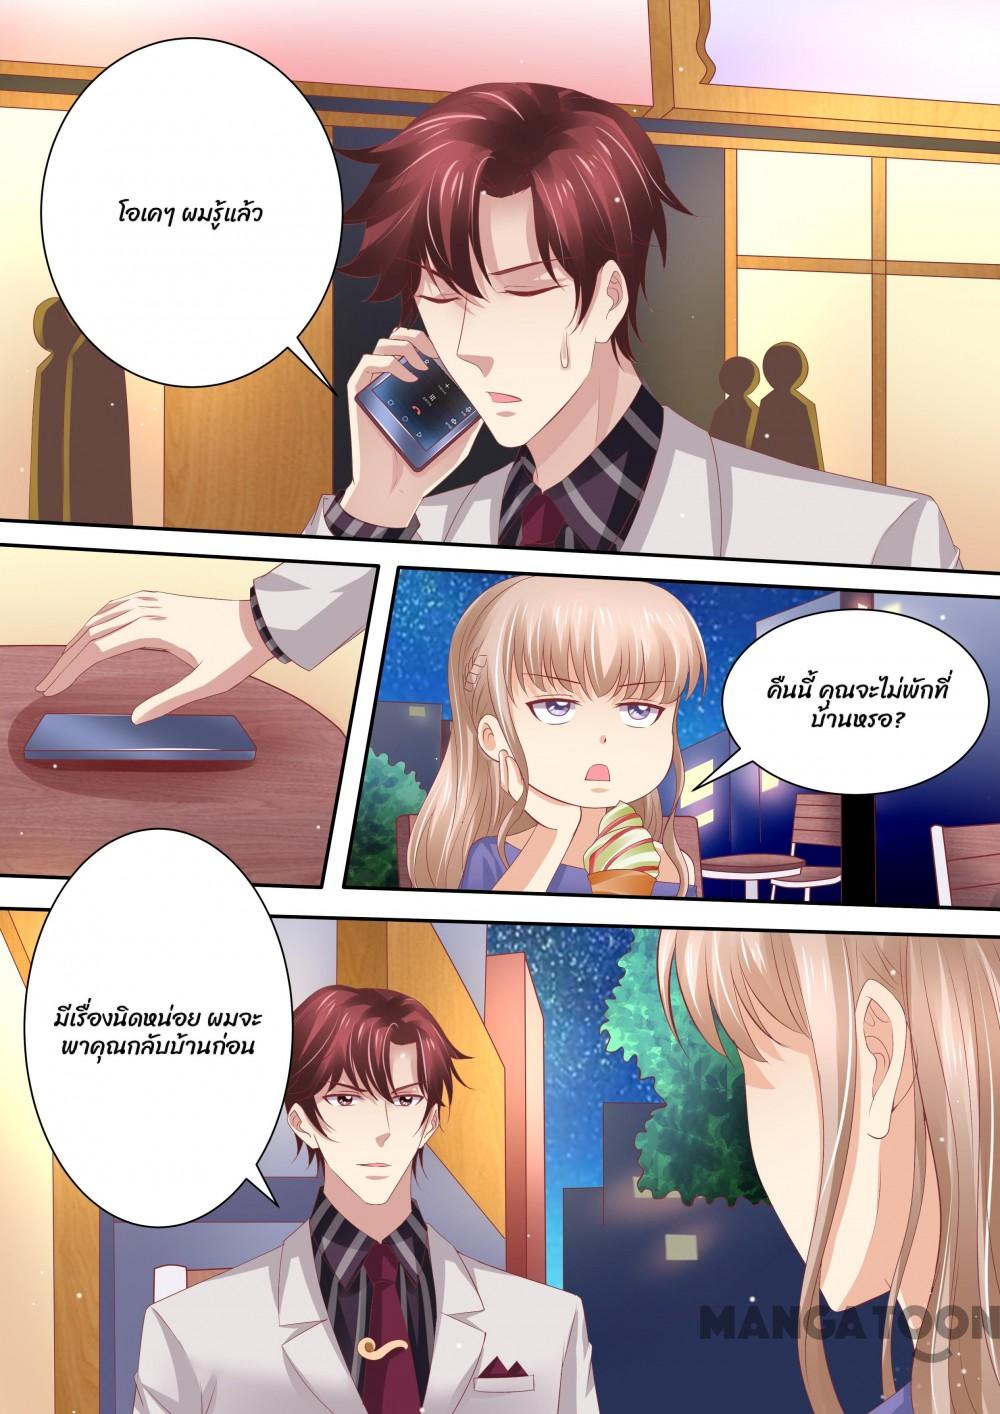 โอเคๆ ผมรู้แล้ว
คืนนี้ คุณจะไม่พักที่
บ้านหรอ?
มีเรื่องนิดหน่อย ผมจะ
พาคุณกลับบ้านก่อน
MANGATOON